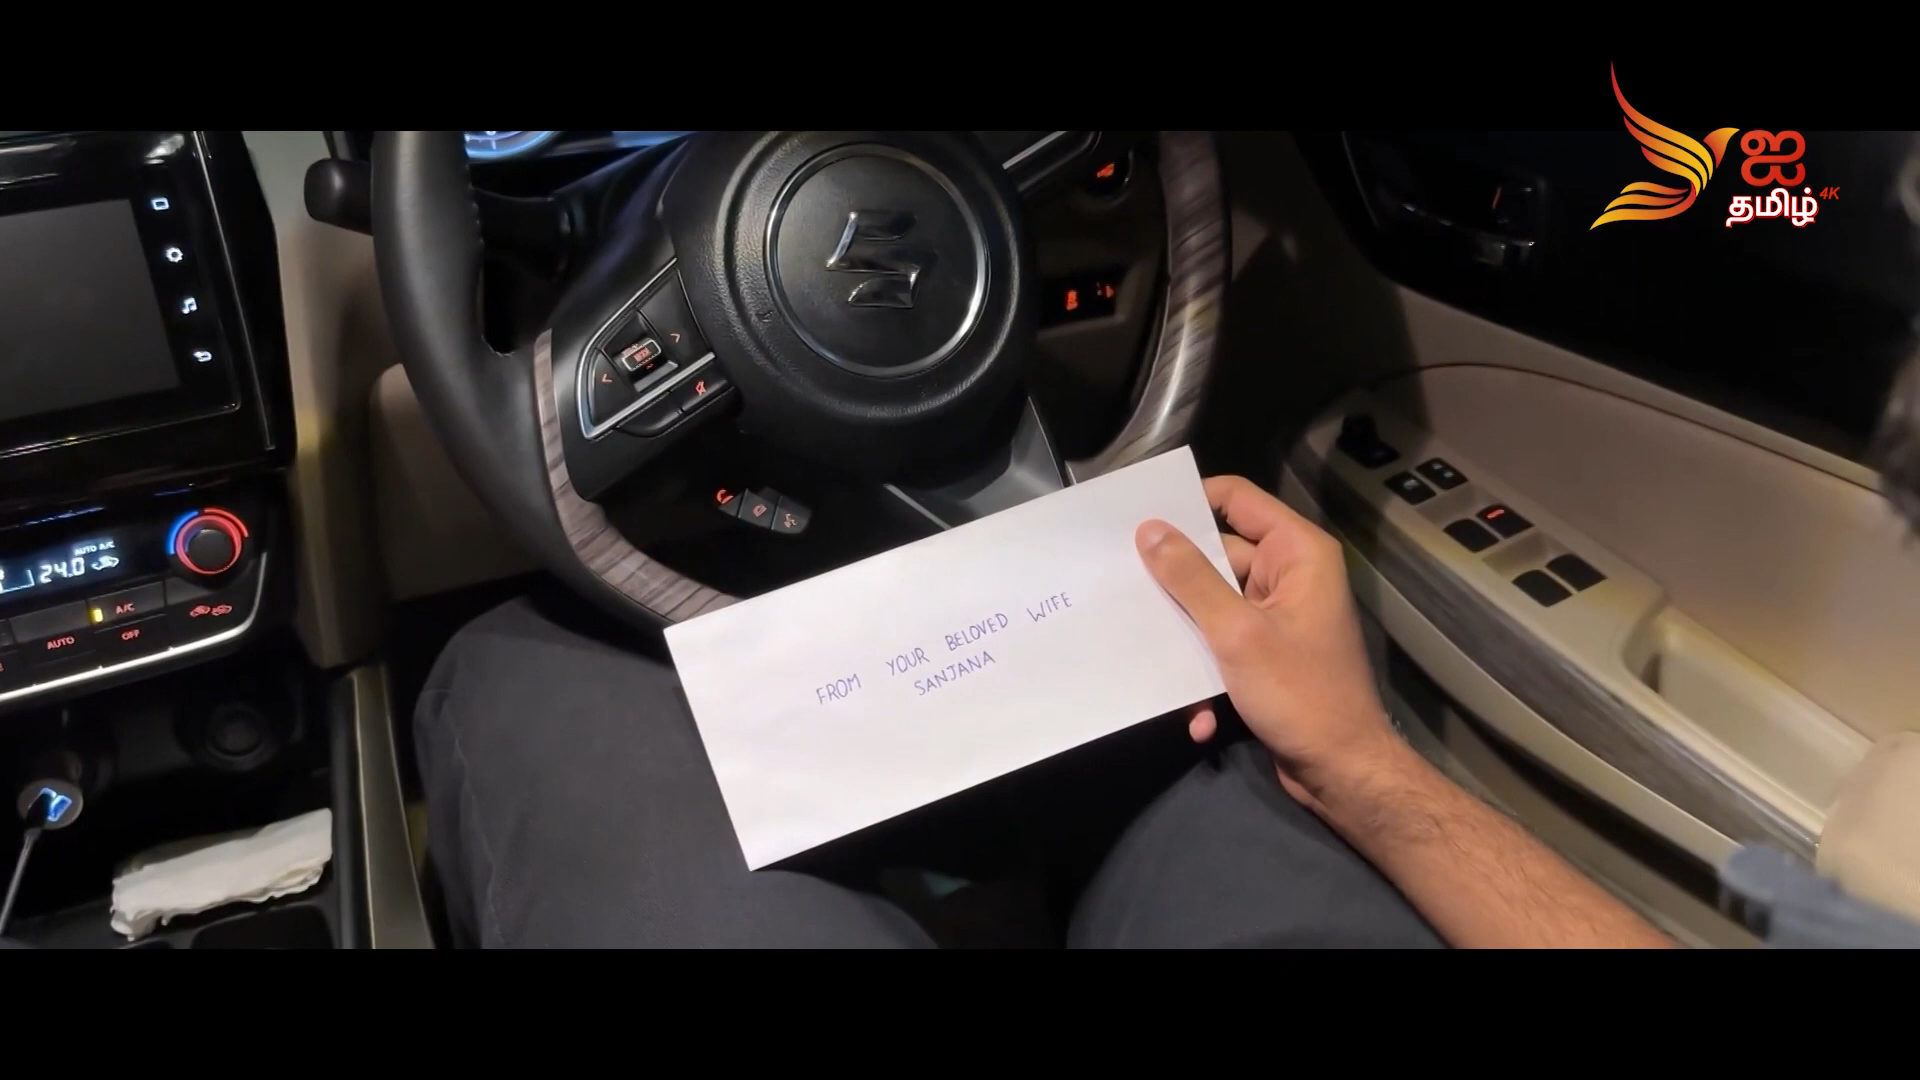 ஐ
தமிழ் 4K
FROM YOUR BELOVED WIFE
SANJANA
24.0
AUTO A/C
A/C
AUTO
OFF